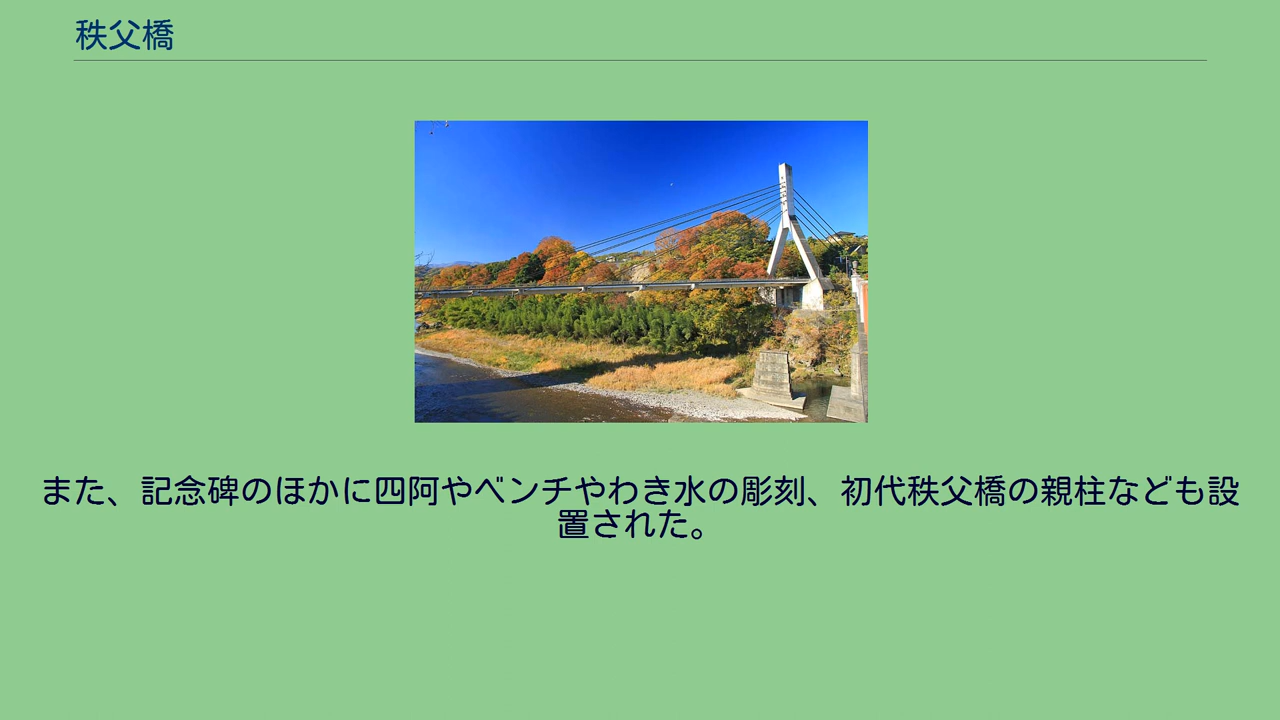 秩父橋
また、記念碑のほかに四阿やベンチやわき水の彫刻、初代秩父橋の親柱なども設
置された。